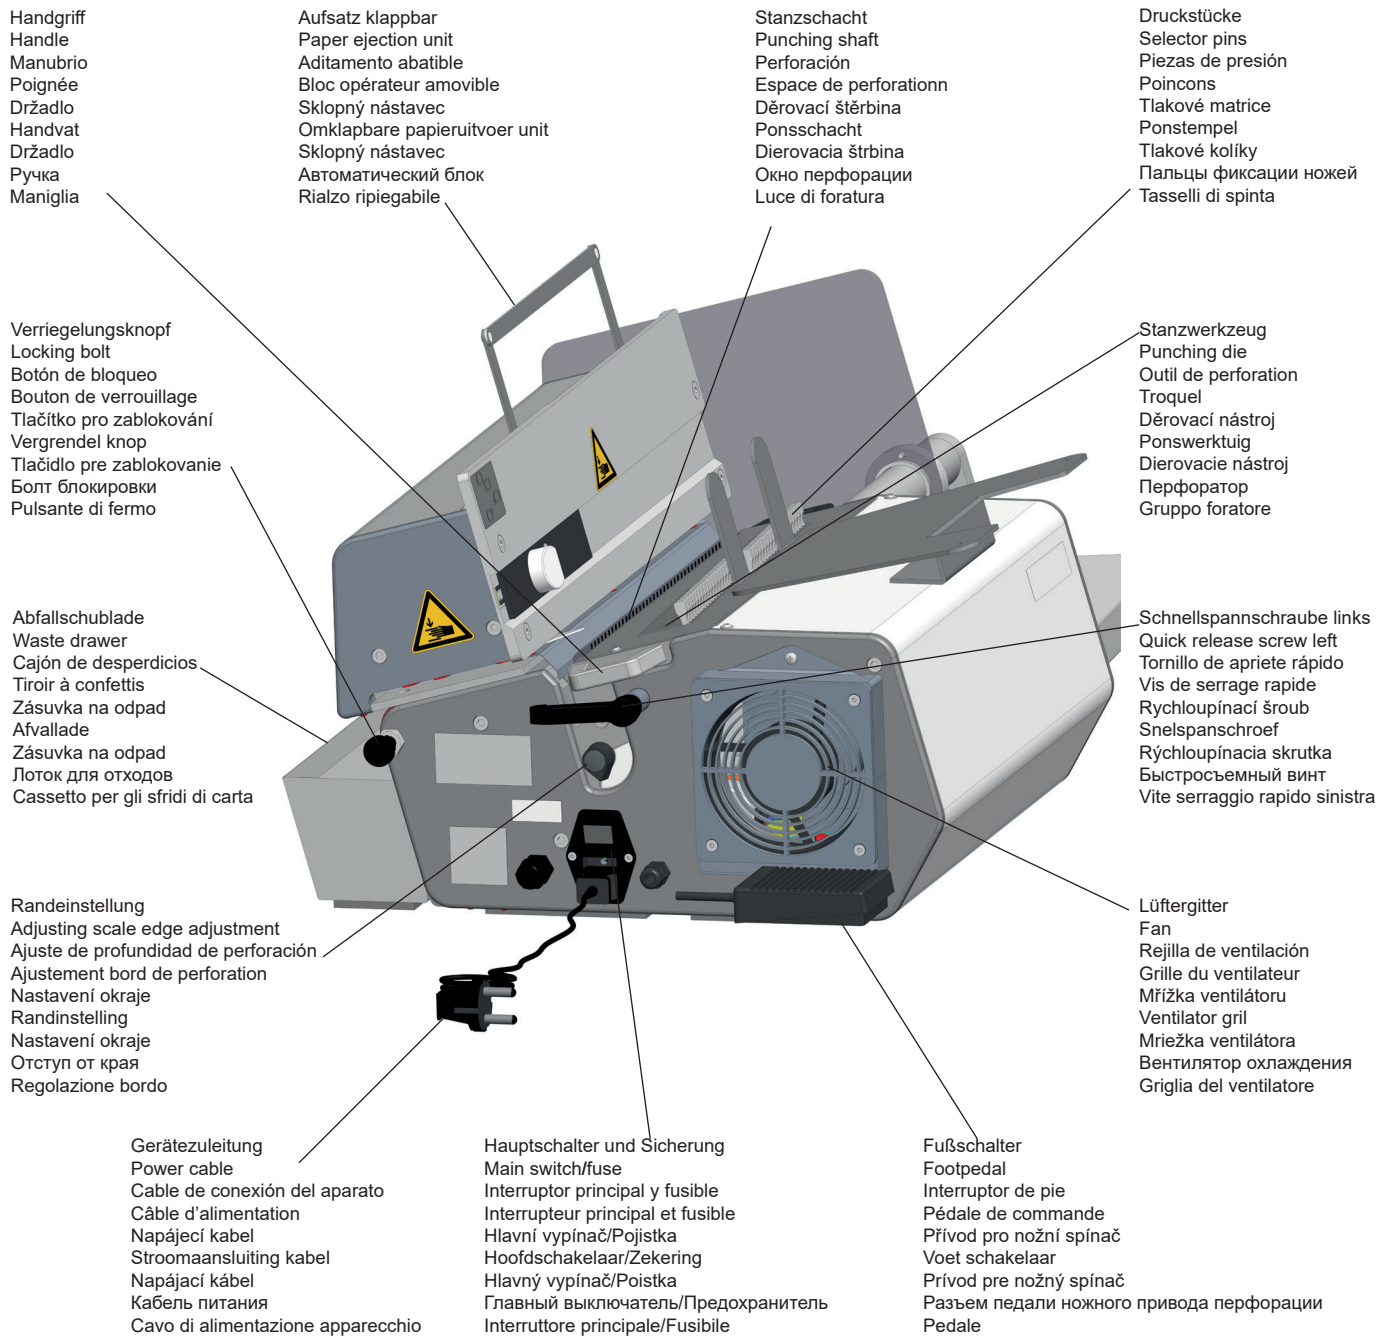 Handgriff
Handle
Manubrio
Poignée
Držadlo
Handvat
Držadlo
Ручка
Maniglia
Aufsatz klappbar
Paper ejection unit
Aditamento abatible
Bloc opérateur amovible
Sklopný nástavec
Omklapbare papieruitvoer unit
Sklopný nástavec
Автоматический блок
Rialzo ripiegabile
Stanzschacht
Punching shaft
Perforación
Espace de perforationn
Děrovací štěrbina
Ponsschacht
Dierovacia štrbina
Окно перфорации
Luce di foratura
Druckstücke
Selector pins
Piezas de presión
Poincons
Tlakové matrice
Ponstempel
Tlakové kolíky
Пальцы фиксации ножей
Tasselli di spinta
Verriegelungsknopf
Locking bolt
Botón de bloqueo
Bouton de verrouillage
Tlačítko pro zablokování
Vergrendel knop
Tlačidlo pre zablokovanie
Болт блокировки
Pulsante di fermo
Stanzwerkzeug
Punching die
Outil de perforation
Troquel
Děrovací nástroj
Ponswerktuig
Dierovacie nástroj
Перфоратор
Gruppo foratore
Abfallschublade
Waste drawer
Cajón de desperdicios
Tiroir à confettis
Zásuvka na odpad
Afvallade
Zásuvka na odpad
Лоток для отходов
Cassetto per gli sfridi di carta
Schnellspannschraube links
Quick release screw left
Tornillo de apriete rápido
Vis de serrage rapide
Rychloupínací šroub
Snelspanschroef
Rýchloupínacia skrutka
Быстросъемный винт
Vite serraggio rapido sinistra
Randeinstellung
Adjusting scale edge adjustment
Ajuste de profundidad de perforación
Ajustement bord de perforation
Nastavení okraje
Randinstelling
Nastavení okraje
Отступ от края
Regolazione bordo
Lüftergitter
Fan
Rejilla de ventilación
Grille du ventilateur
Mřížka ventilátoru
Ventilator gril
Mriežka ventilátora
Вентилятор охлаждения
Griglia del ventilatore
Gerätezuleitung
Power cable
Cable de conexión del aparato
Câble d’alimentation
Napájecí kabel
Stroomaansluiting kabel
Napájací kábel
Кабель питания
Cavo di alimentazione apparecchio
Hauptschalter und Sicherung
Main switch/fuse
Interruptor principal y fusible
Interrupteur principal et fusible
Hlavní vypínač/Pojistka
Hoofdschakelaar/Zekering
Hlavný vypínač/Poistka
Главный выключатель/Предохранитель
Interruttore principale/Fusibile
Fußschalter
Footpedal
Interruptor de pie
Pédale de commande
Přívod pro nožní spínač
Voet schakelaar
Prívod pre nožný spínač
Разъем педали ножного привода перфорации
Pedale